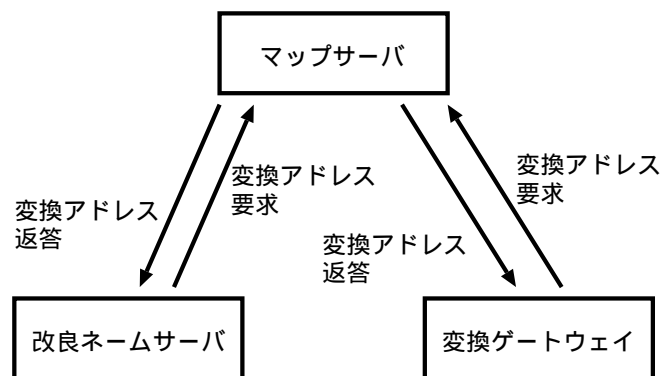 マップサーバ
変換アドレス
要求
変換アドレス
返答
変換アドレス
要求
変換アドレス
返答
改良ネームサーバ
変換ゲートウェイ